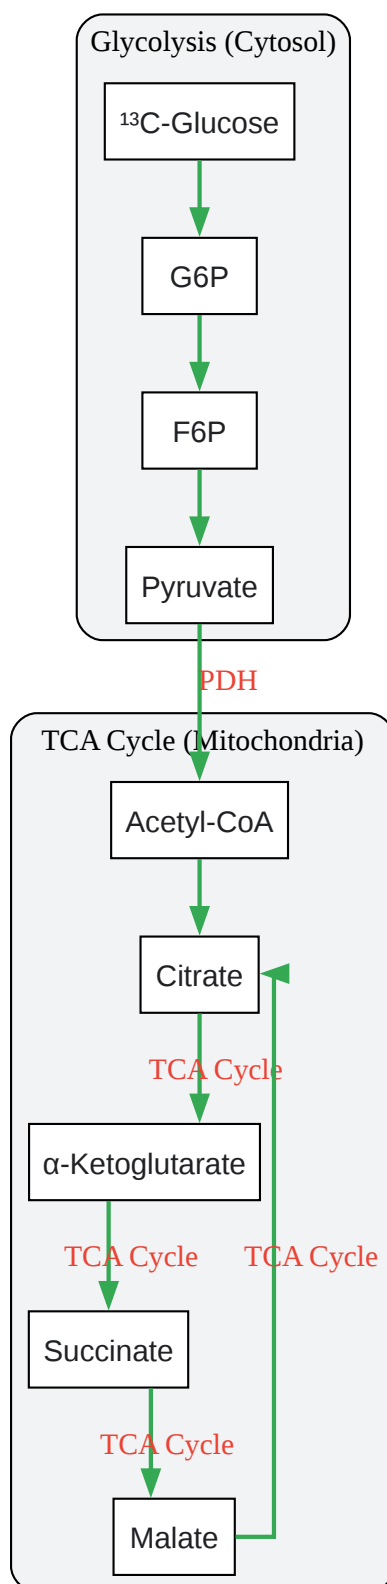 Glycolysis (Cytosol)
¹³C-Glucose
G6P
F6P
Pyruvate
PDH
TCA Cycle (Mitochondria)
Acetyl-CoA
Citrate
TCA Cycle
α-Ketoglutarate
TCA Cycle
TCA Cycle
Succinate
TCA Cycle
Malate